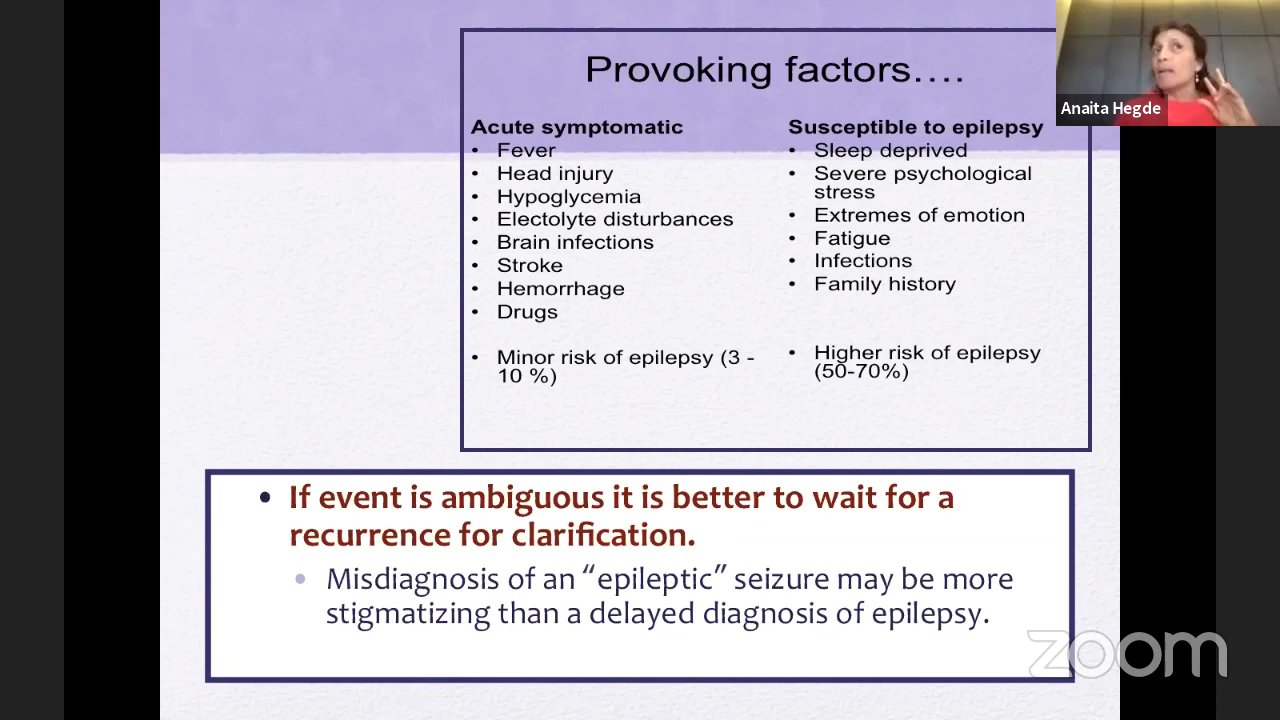 Provoking factors….
Anaita Hegde
Acute symptomatic
• Fever
• Head injury
• Hypoglycemia
• Electolyte disturbances
• Brain infections
• Stroke
• Hemorrhage
• Drugs
• Minor risk of epilepsy (3 -
10 %)
Susceptible to epilepsy
• Sleep deprived
• Severe psychological
stress
• Extremes of emotion
• Fatigue
• Infections
• Family history
• Higher risk of epilepsy
(50-70%)
• If event is ambiguous it is better to wait for a
recurrence for clarification.
• Misdiagnosis of an “epileptic” seizure may be more
stigmatizing than a delayed diagnosis of epilepsy.
zoom